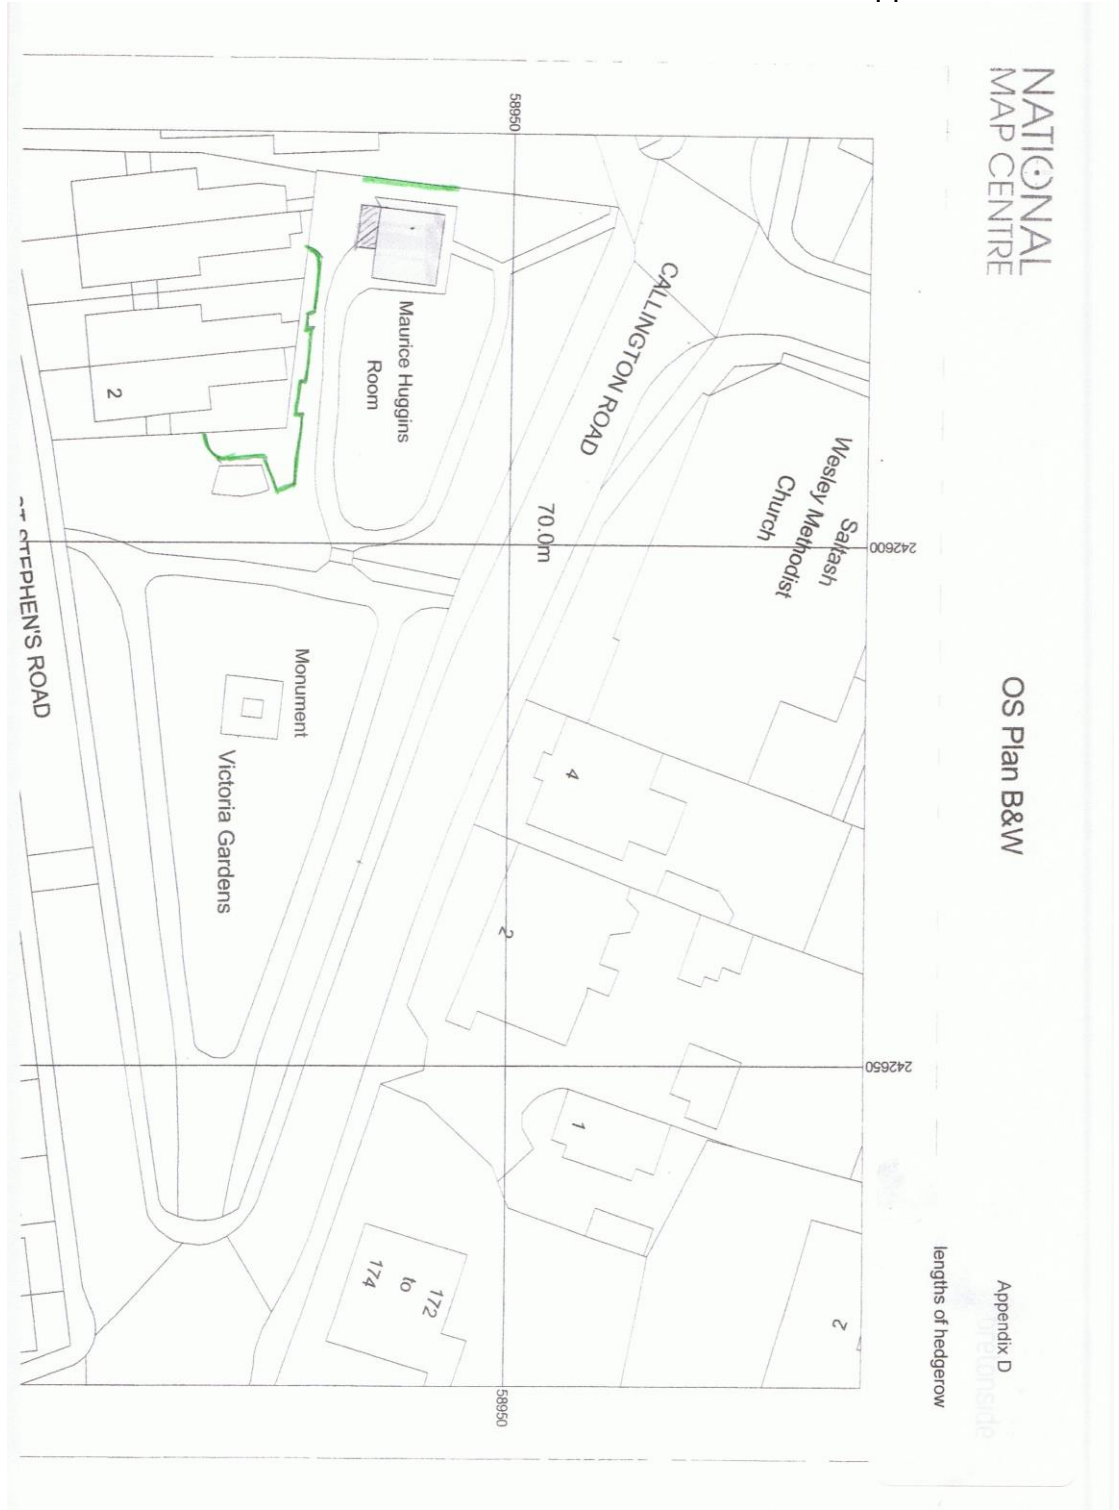 NATIONAL
MAP CENTRE
OS Plan B&W
Appendix D
lengths of hedgerow
242600
242650
58950
58950
Saltash
Wesley Methodist
Church
CALLINGTON ROAD
70.0m
Maurice Huggins
Room
2
Monument
Victoria Gardens
ST STEPHEN'S ROAD
4
2
1
2
172
to
174